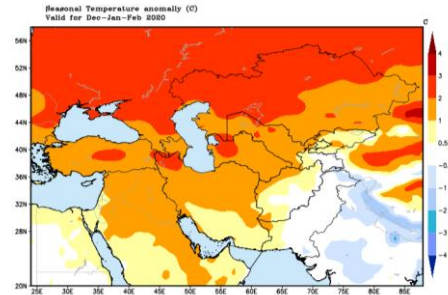 Seasonal Temperature anomaly (C)
Valid for Dec-Jan-Feb 2020
C
56N
52N
48N
44N
40N
36N
32N
28N
24N
20N
25E 30E 35E 40E 45E 50E 55E 60E 65E 70E 75E 80E 85E
4
3
2
1
0.5
-1
-2
-3
-4